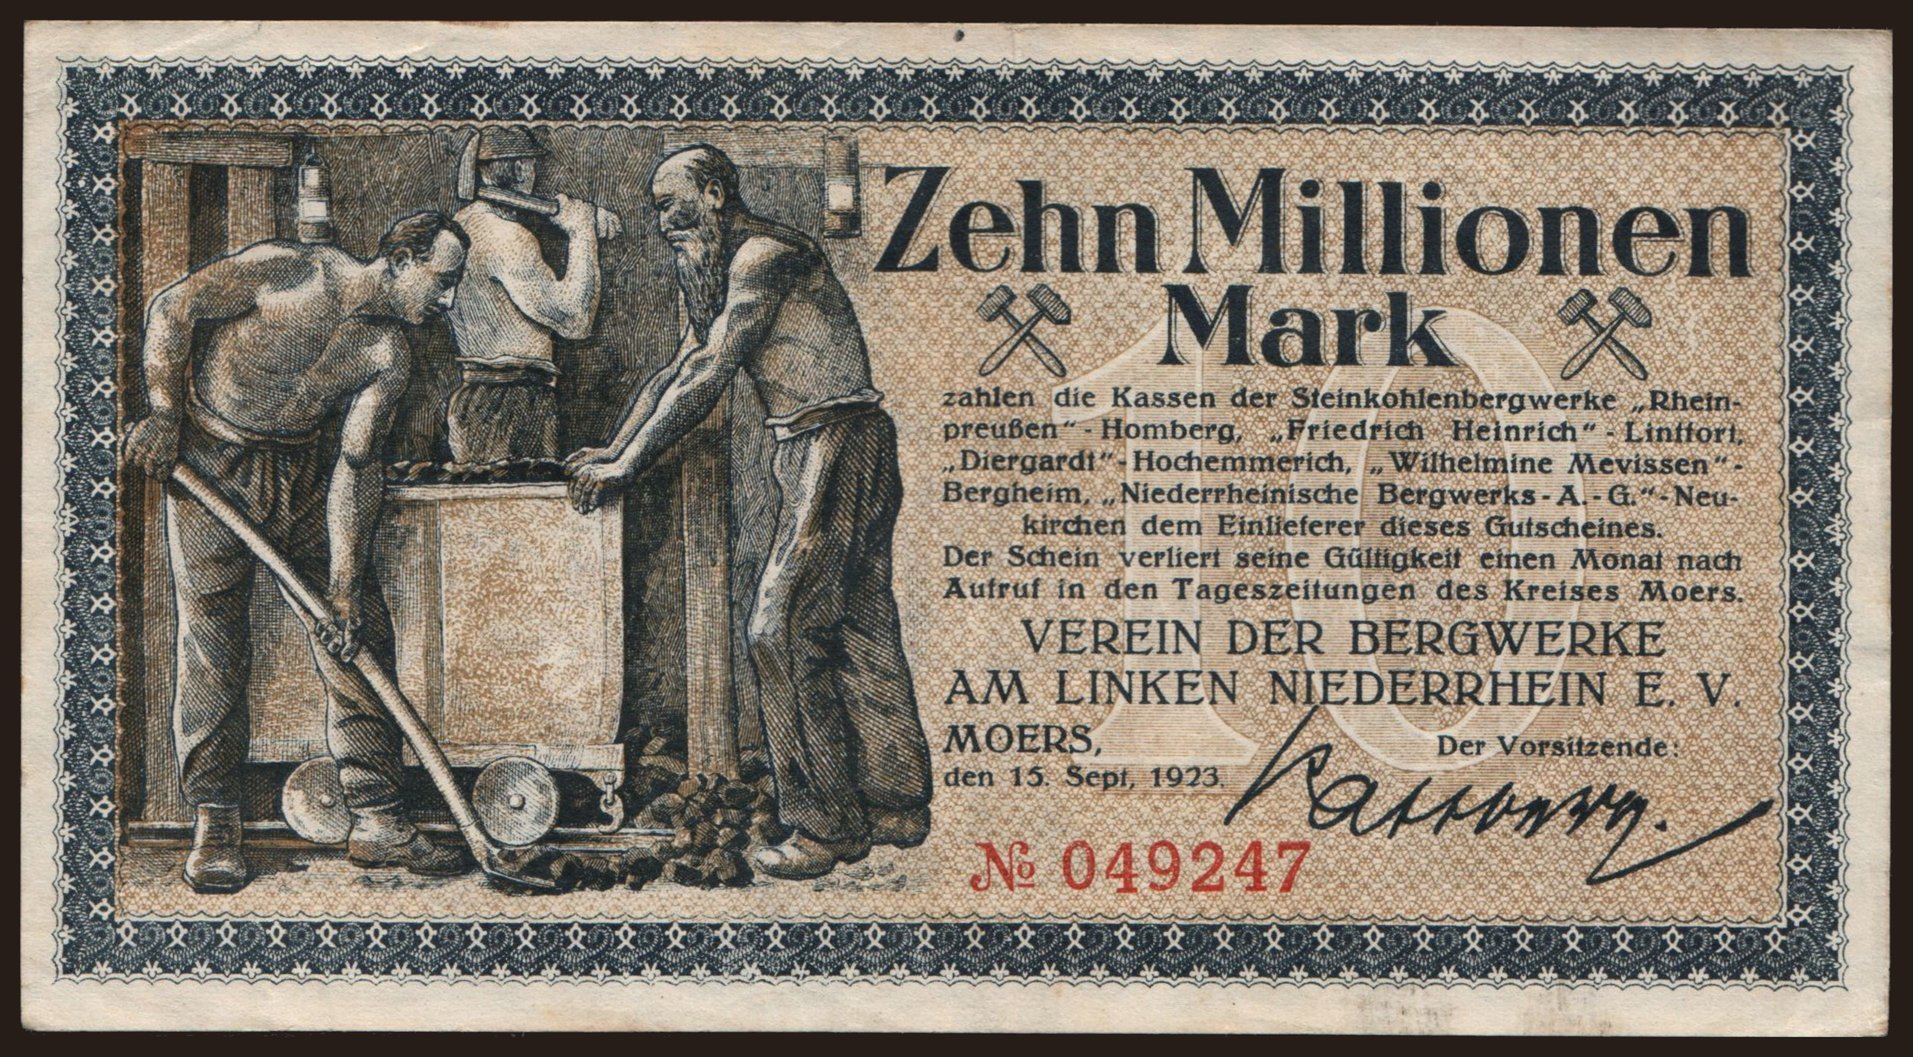 Zehn Millionen
Mark
zahlen die Kassen der Steinkohlenbergwerke „Rhein-
preußen“ - Homberg, „Friedrich Heinrich“ - Lintfort,
„Diergardt“ - Hochemmerich, „Wilhelmine Mevissen“ -
Bergheim, „Niederrheinische Bergwerks - A. - G.“ - Neu-
kirchen dem Einlieferer dieses Gutscheines.
Der Schein verliert seine Gültigkeit einen Monat nach
Aufruf in den Tageszeitungen des Kreises Moers.
10
VEREIN DER BERGWERKE
AM LINKEN NIEDERRHEIN E. V.
MOERS,
den 15. Sept, 1923.
Der Vorsitzende:
№ 049247